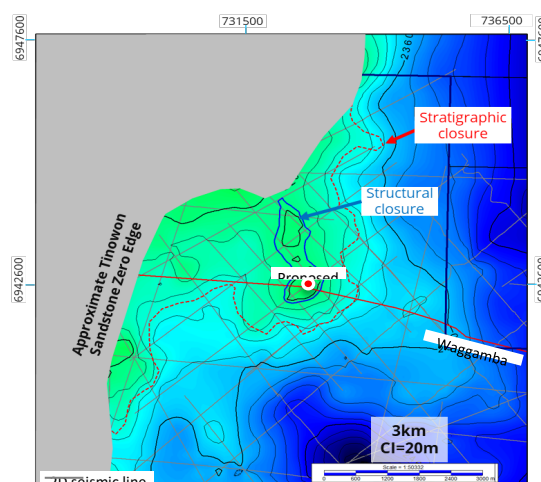 731500
736500
6947600
2360
Stratigraphic
closure
Structural
closure
Approximate Tinowon
Sandstone Zero Edge
Proposed
6942600
Waggamba
3km
CI=20m
2D seismic line
Scale = 1:50332
0 600 1200 1800 2400 3000 m